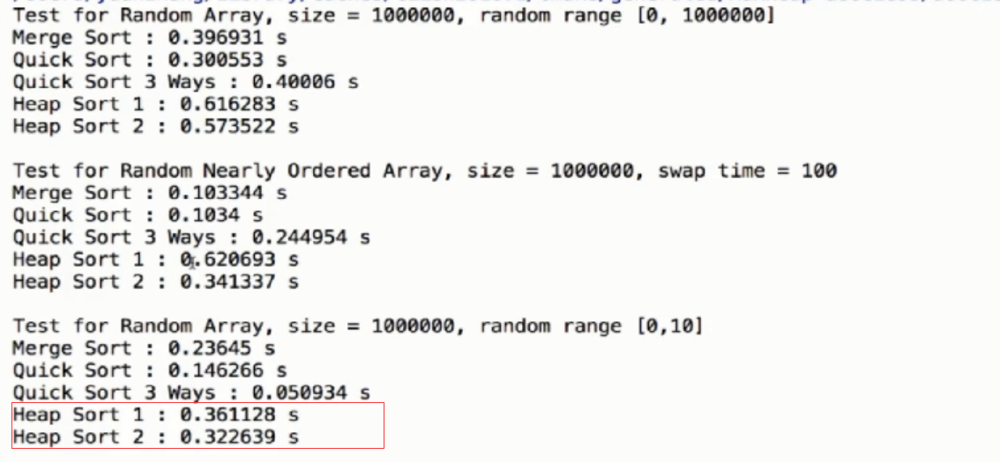 Test for Random Array, size = 1000000, random range [0, 1000000]
Merge Sort : 0.396931 s
Quick Sort : 0.300553 s
Quick Sort 3 Ways : 0.40006 s
Heap Sort 1 : 0.616283 s
Heap Sort 2 : 0.573522 s
Test for Random Nearly Ordered Array, size = 1000000, swap time = 100
Merge Sort : 0.103344 s
Quick Sort : 0.1034 s
Quick Sort 3 Ways : 0.244954 s
Heap Sort 1 : 0.620693 s
Heap Sort 2 : 0.341337 s
Test for Random Array, size = 1000000, random range [0,10]
Merge Sort : 0.23645 s
Quick Sort : 0.146266 s
Quick Sort 3 Ways : 0.050934 s
Heap Sort 1 : 0.361128 s
Heap Sort 2 : 0.322639 s